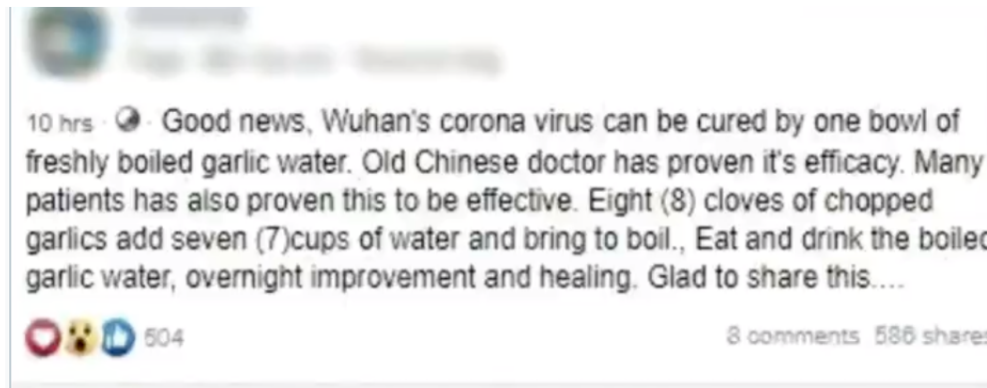 10 hrs · Good news, Wuhan's corona virus can be cured by one bowl of
freshly boiled garlic water. Old Chinese doctor has proven it's efficacy. Many
patients has also proven this to be effective. Eight (8) cloves of chopped
garlics add seven (7)cups of water and bring to boil., Eat and drink the boiled
garlic water, overnight improvement and healing. Glad to share this....
504 8 comments 586 shares